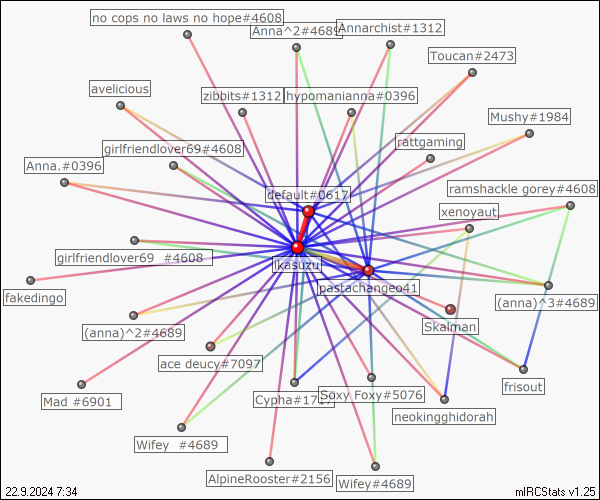 no cops no laws no hope#4608
Anna^2#4689
Annarchist#1312
Toucan#2473
avelicious
zibbits#1312
hypomanianna#0396
Mushy#1984
girlfriendlover69#4608
rattgaming
Anna.#0396
default#0617
ramshackle gorey#4608
xenoyaut
girlfriendlover69 #4608
ikasuzu
fakedingo
pastachangeo41
(anna)^3#4689
(anna)^2#4689
Skalman
ace deucy#7097
frisout
Mad #6901
Soxy Foxy#5076
neokingghidorah
Wifey #4689
AlpineRooster#2156
Wifey#4689
22.9.2024 7:34
mIRCStats v1.25